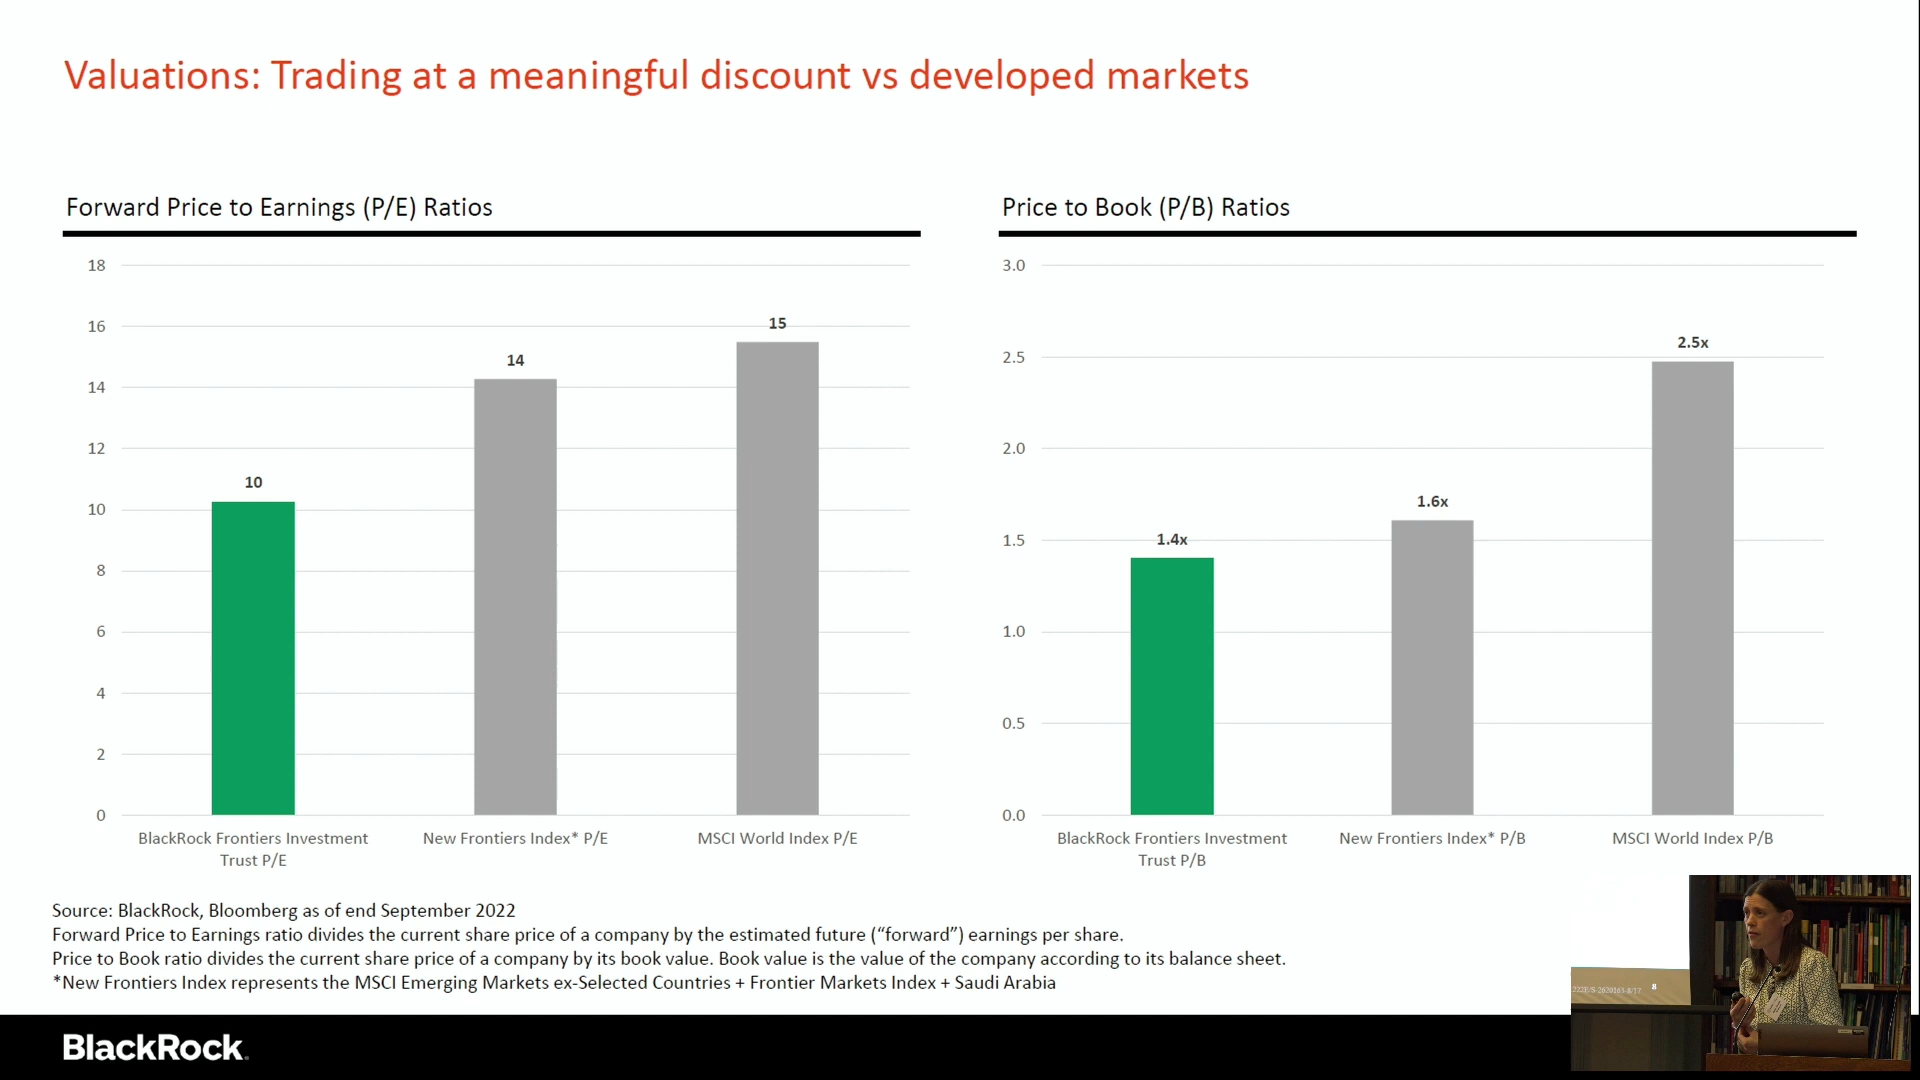 Valuations: Trading at a meaningful discount vs developed markets
Forward Price to Earnings (P/E) Ratios
18
16
14
12
10
8
6
4
2
0
10
14
15
BlackRock Frontiers Investment
Trust P/E
New Frontiers Index* P/E
MSCI World Index P/E
Price to Book (P/B) Ratios
3.0
2.5
2.0
1.5
1.0
0.5
0.0
1.4x
1.6x
2.5x
BlackRock Frontiers Investment
Trust P/B
New Frontiers Index* P/B
MSCI World Index P/B
Source: BlackRock, Bloomberg as of end September 2022
Forward Price to Earnings ratio divides the current share price of a company by the estimated future (“forward”) earnings per share.
Price to Book ratio divides the current share price of a company by its book value. Book value is the value of the company according to its balance sheet.
*New Frontiers Index represents the MSCI Emerging Markets ex-Selected Countries + Frontier Markets Index + Saudi Arabia
BlackRock.
8